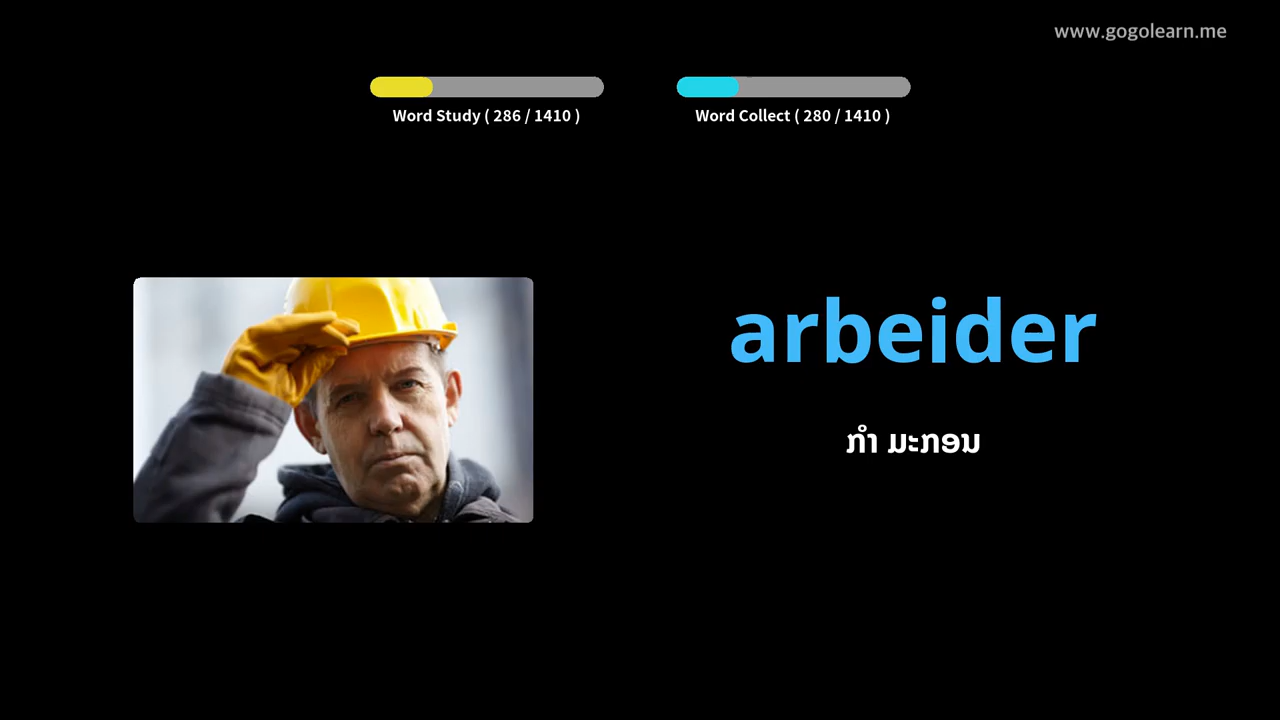 www.gogolearn.me
Word Study ( 286 / 1410 )
Word Collect ( 280 / 1410 )
arbeider
ກຳ ມະກອນ